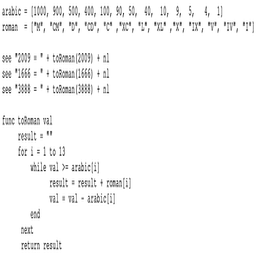 arabic = [1000, 900, 500, 400, 100, 90, 50, 40, 10, 9, 5, 4, 1]
roman = ["M", "CM", "D", "CD", "C" ,"XC", "L", "XL" ,"X", "IX", "V", "IV", "I"]
see "2009 = " + toRoman(2009) + nl
see "1666 = " + toRoman(1666) + nl
see "3888 = " + toRoman(3888) + nl
func toRoman val
result = ""
for i = 1 to 13
while val >= arabic[i]
result = result + roman[i]
val = val - arabic[i]
end
next
return result